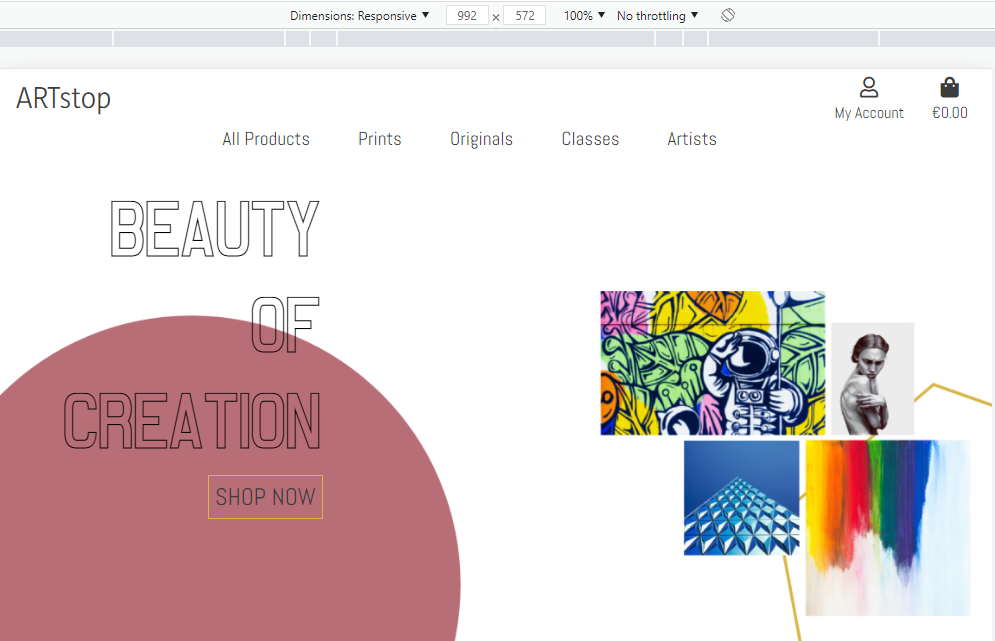 Dimensions: Responsive ▼ 992 × 572 100% ▼ No throttling ▼
ARTstop
My Account €0.00
All Products Prints Originals Classes Artists
BEAUTY
OF
CREATION
SHOP NOW